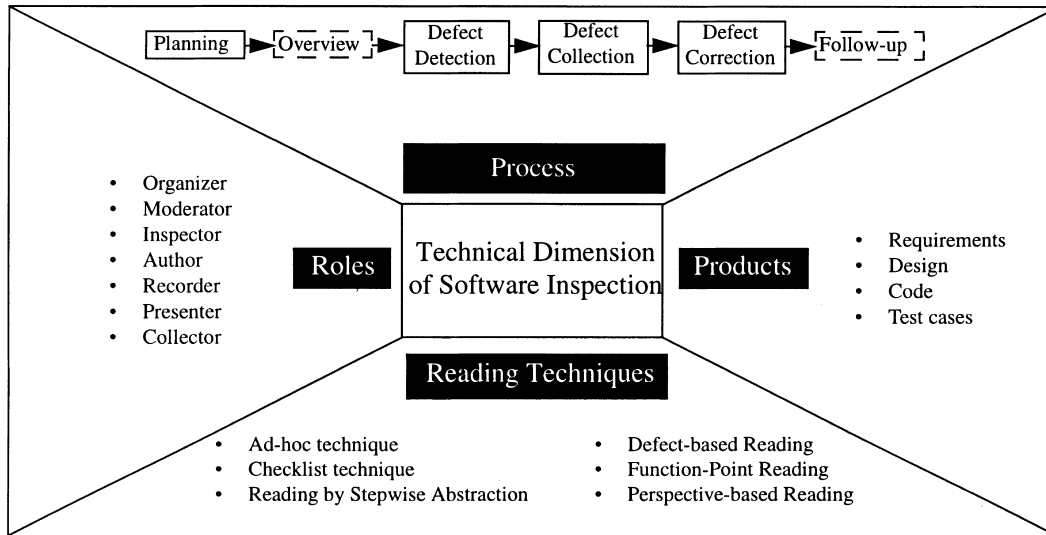 Planning
Overview
Defect
Detection
Defect
Collection
Defect
Correction
Follow-up
Process
• Organizer
• Moderator
• Inspector
• Author
• Recorder
• Presenter
• Collector
Roles
Technical Dimension
of Software Inspection
Products
• Requirements
• Design
• Code
• Test cases
Reading Techniques
• Ad-hoc technique
• Checklist technique
• Reading by Stepwise Abstraction
• Defect-based Reading
• Function-Point Reading
• Perspective-based Reading